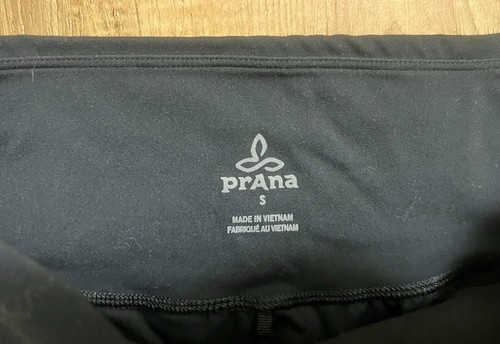 prAna
S
MADE IN VIETNAM
FABRIQUÉ AU VIETNAM